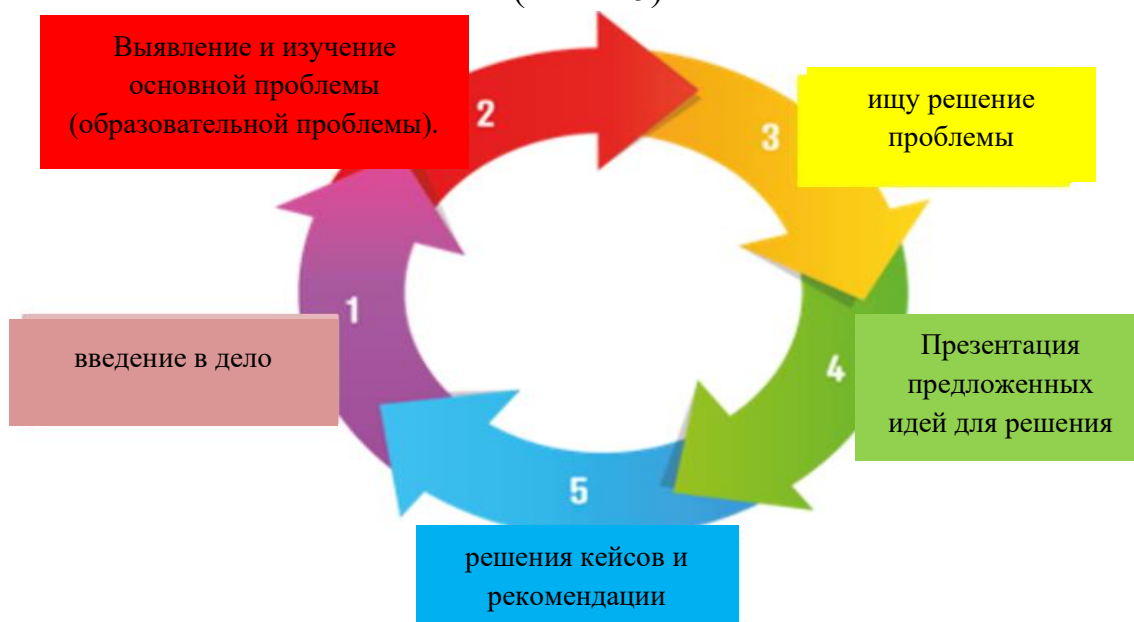 Выявление и изучение
основной проблемы
(образовательной проблемы).
2
3
ищу решение
проблемы
1
введение в дело
4
Презентация
предложенных
идей для решения
5
решения кейсов и
рекомендации